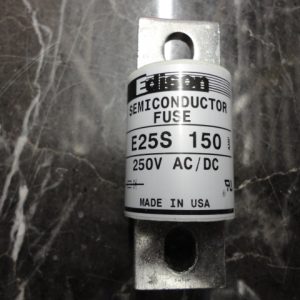 Edison
SEMICONDUCTOR
FUSE
E25S 150
250V AC/DC
MADE IN USA